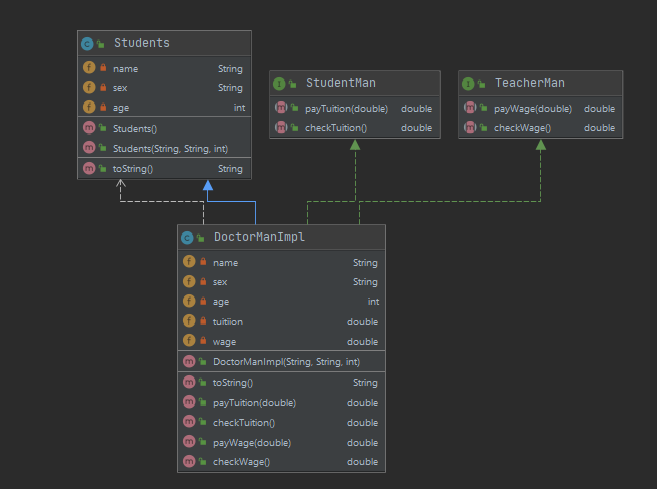 Students
name String
sex String
age int
Students()
Students(String, String, int)
toString() String
StudentMan
payTuition(double) double
checkTuition() double
TeacherMan
payWage(double) double
checkWage() double
DoctorManImpl
name String
sex String
age int
tuitiion double
wage double
DoctorManImpl(String, String, int)
toString() String
payTuition(double) double
checkTuition() double
payWage(double) double
checkWage() double